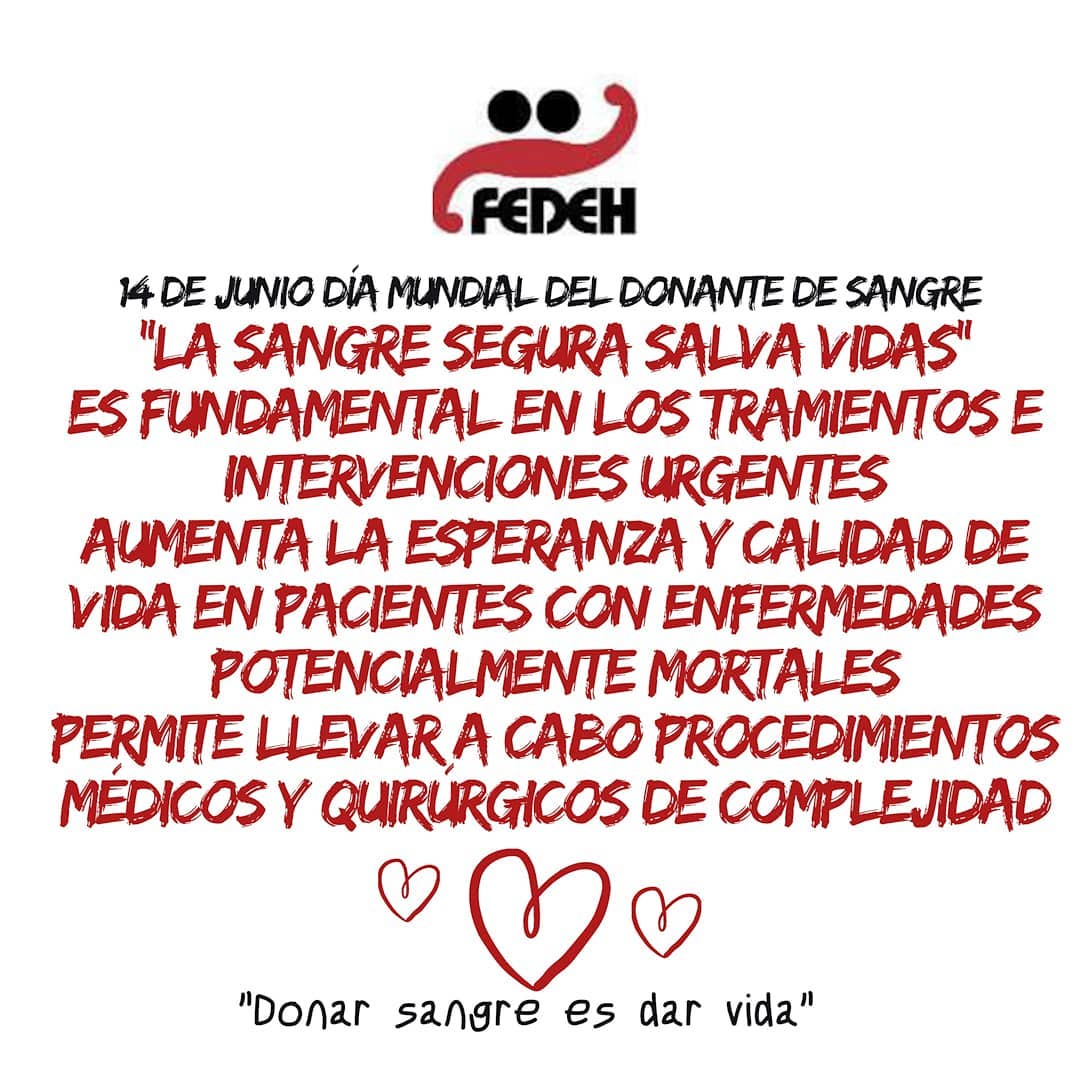 FEDEH
14 DE JUNIO DÍA MUNDIAL DEL DONANTE DE SANGRE
"LA SANGRE SEGURA SALVA VIDAS"
ES FUNDAMENTAL EN LOS TRAMIENTOS E
INTERVENCIONES URGENTES
AUMENTA LA ESPERANZA Y CALIDAD DE
VIDA EN PACIENTES CON ENFERMEDADES
POTENCIALMENTE MORTALES
PERMITE LLEVAR A CABO PROCEDIMIENTOS
MÉDICOS Y QUIRÚRGICOS DE COMPLEJIDAD
"Donar sangre es dar vida"